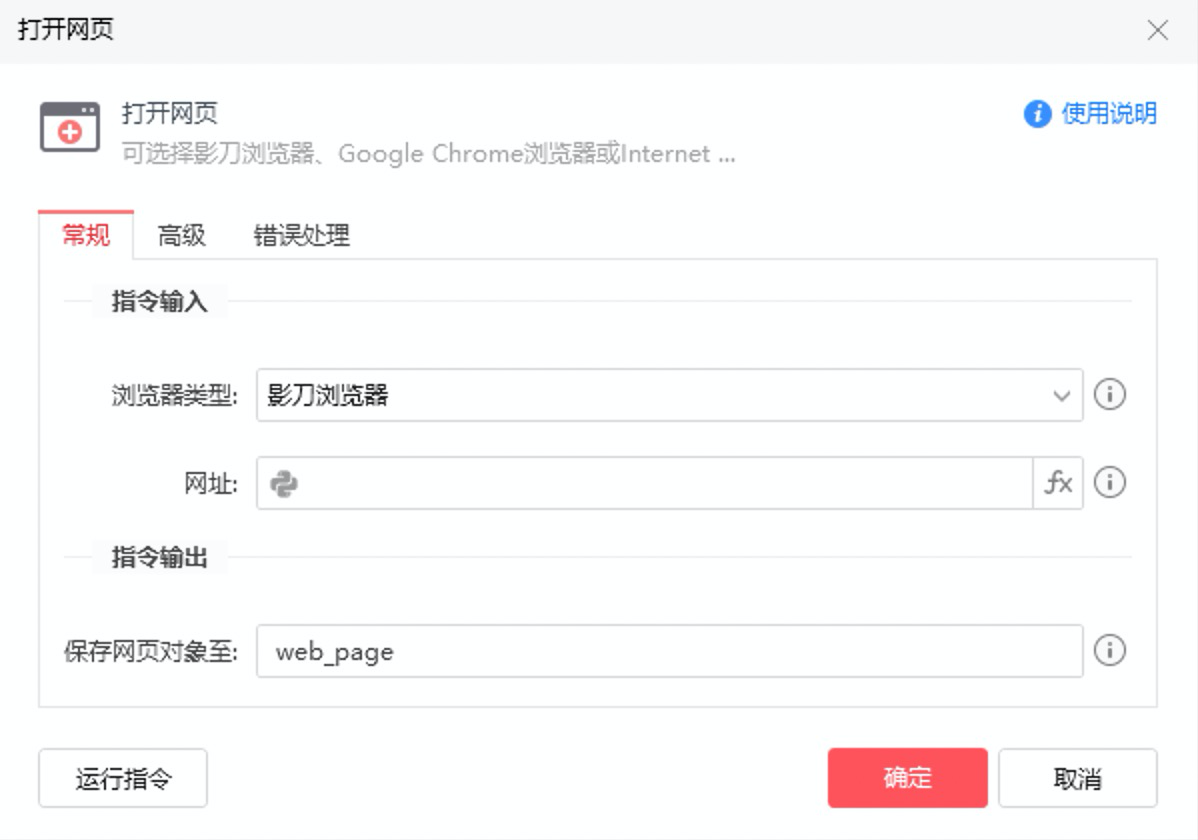 打开网页
打开网页
使用说明
可选择影刀浏览器、Google Chrome浏览器或Internet ...
常规 高级 错误处理
指令输入
浏览器类型: 影刀浏览器
网址: fx
指令输出
保存网页对象至: web_page
运行指令 确定 取消